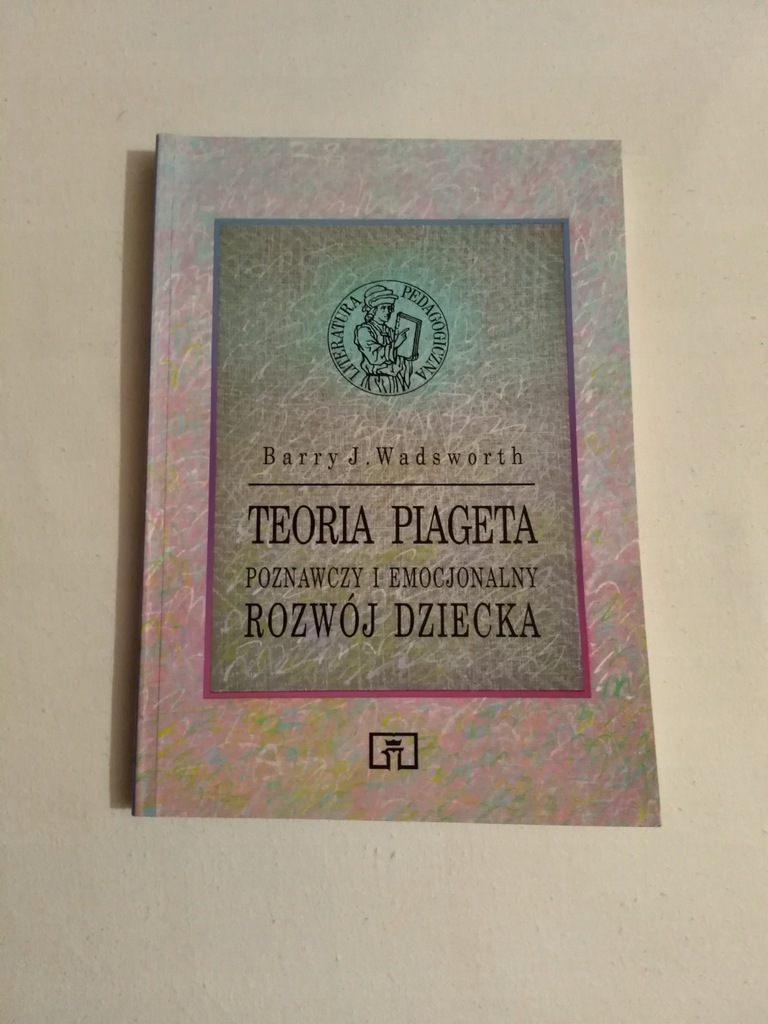 LITERATURA PEDAGOGICZNA
Barry J. Wadsworth
TEORIA PIAGETA
POZNAWCZY I EMOCJONALNY
ROZWÓJ DZIECKA